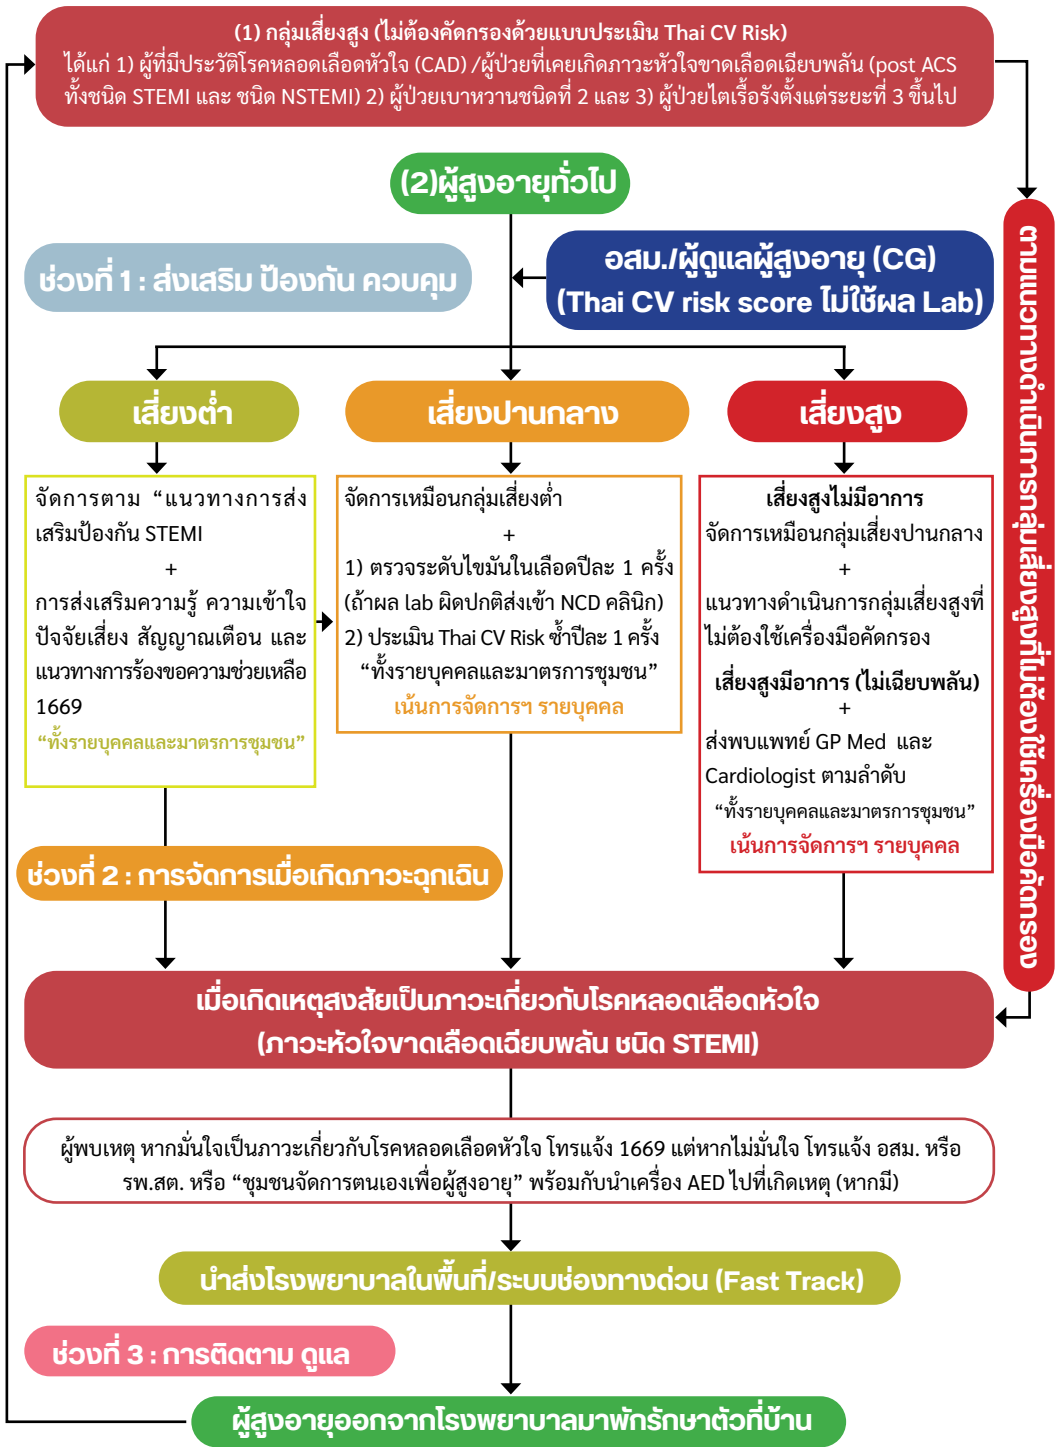 (1) กลุ่มเสี่ยงสูง (ไม่ต้องคัดกรองด้วยแบบประเมิน Thai CV Risk)
ได้แก่ 1) ผู้ที่มีประวัติโรคหลอดเลือดหัวใจ (CAD) /ผู้ป่วยที่เคยเกิดภาวะหัวใจขาดเลือดเฉียบพลัน (post ACS
ทั้งชนิด STEMI และ ชนิด NSTEMI) 2) ผู้ป่วยเบาหวานชนิดที่ 2 และ 3) ผู้ป่วยไตเรื้อรังตั้งแต่ระยะที่ 3 ขึ้นไป
(2)ผู้สูงอายุทั่วไป
ช่วงที่ 1 : ส่งเสริม ป้องกัน ควบคุม
อสม./ผู้ดูแลผู้สูงอายุ (CG)
(Thai CV risk score ไม่ใช้ผล Lab)
ตามแนวทางดำเนินการกลุ่มเสี่ยงสูงที่ไม่ต้องใช้เครื่องมือคัดกรอง
เสี่ยงต่ำ
จัดการตาม “แนวทางการส่ง
เสริมป้องกัน STEMI
+
การส่งเสริมความรู้ ความเข้าใจ
ปัจจัยเสี่ยง สัญญาณเตือน และ
แนวทางการร้องขอความช่วยเหลือ
1669
“ทั้งรายบุคคลและมาตรการชุมชน”
เสี่ยงปานกลาง
จัดการเหมือนกลุ่มเสี่ยงต่ำ
+
1) ตรวจระดับไขมันในเลือดปีละ 1 ครั้ง
(ถ้าผล lab ผิดปกติส่งเข้า NCD คลินิก)
2) ประเมิน Thai CV Risk ซ้ำปีละ 1 ครั้ง
“ทั้งรายบุคคลและมาตรการชุมชน”
เน้นการจัดการฯ รายบุคคล
เสี่ยงสูง
เสี่ยงสูงไม่มีอาการ
จัดการเหมือนกลุ่มเสี่ยงปานกลาง
+
แนวทางดำเนินการกลุ่มเสี่ยงสูงที่
ไม่ต้องใช้เครื่องมือคัดกรอง
เสี่ยงสูงมีอาการ (ไม่เฉียบพลัน)
+
ส่งพบแพทย์ GP Med และ
Cardiologist ตามลำดับ
“ทั้งรายบุคคลและมาตรการชุมชน”
เน้นการจัดการฯ รายบุคคล
ช่วงที่ 2 : การจัดการเมื่อเกิดภาวะฉุกเฉิน
เมื่อเกิดเหตุสงสัยเป็นภาวะเกี่ยวกับโรคหลอดเลือดหัวใจ
(ภาวะหัวใจขาดเลือดเฉียบพลัน ชนิด STEMI)
ผู้พบเหตุ หากมั่นใจเป็นภาวะเกี่ยวกับโรคหลอดเลือดหัวใจ โทรแจ้ง 1669 แต่หากไม่มั่นใจ โทรแจ้ง อสม. หรือ
รพ.สต. หรือ “ชุมชนจัดการตนเองเพื่อผู้สูงอายุ” พร้อมกับนำเครื่อง AED ไปที่เกิดเหตุ (หากมี)
นำส่งโรงพยาบาลในพื้นที่/ระบบช่องทางด่วน (Fast Track)
ช่วงที่ 3 : การติดตาม ดูแล
ผู้สูงอายุออกจากโรงพยาบาลมาพักรักษาตัวที่บ้าน